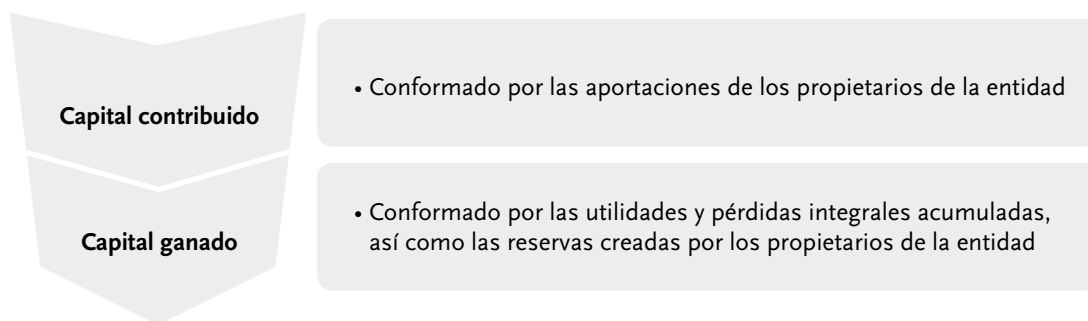 Capital contribuido
• Conformado por las aportaciones de los propietarios de la entidad
Capital ganado
• Conformado por las utilidades y pérdidas integrales acumuladas,
así como las reservas creadas por los propietarios de la entidad